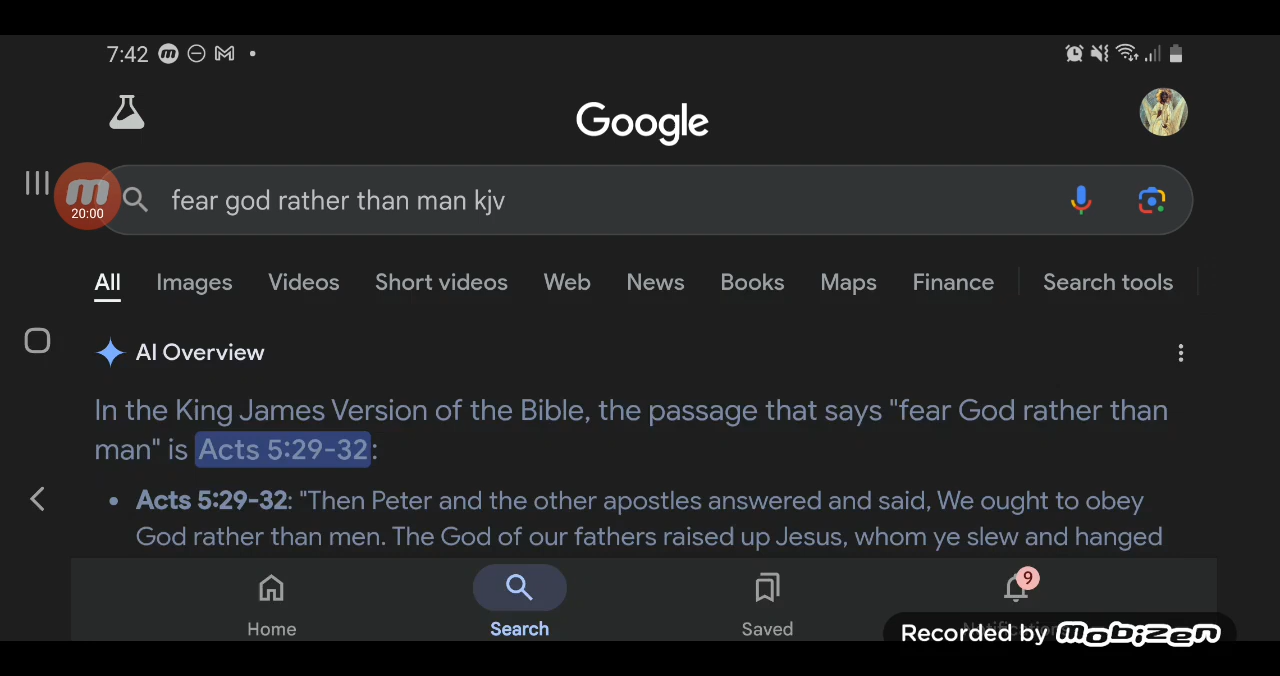 7:42
Google
m
20:00
fear god rather than man kjv
All Images Videos Short videos Web News Books Maps Finance Search tools
AI Overview
In the King James Version of the Bible, the passage that says "fear God rather than
man" is Acts 5:29-32:
• Acts 5:29-32: "Then Peter and the other apostles answered and said, We ought to obey
God rather than men. The God of our fathers raised up Jesus, whom ye slew and hanged
9
Home Search Saved Notifications
Recorded by mobizen